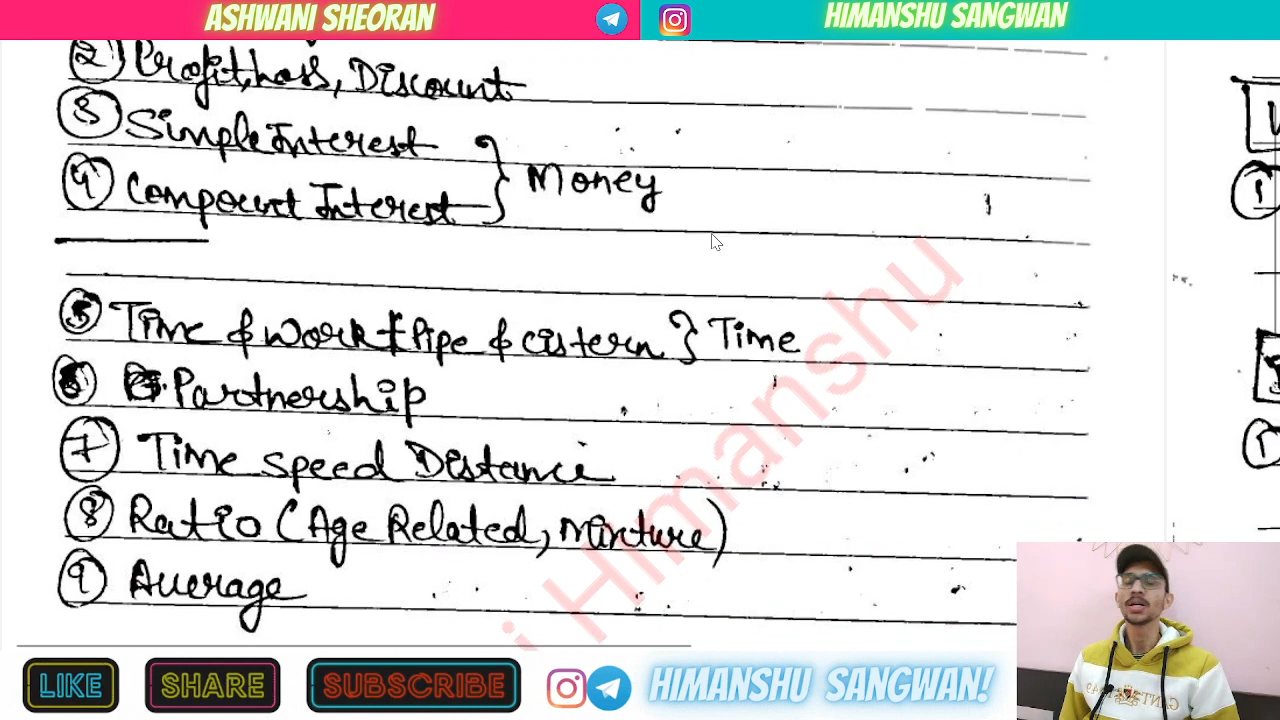 ASHWANI SHEORAN
HIMANSHU SANGWAN
② Profit, Loss, Discount
③ Simple Interest
④ Compount Interest } Money
⑤ Time & Work + Pipe & cistern } Time
⑥ Partnership
⑦ Time Speed Distance
⑧ Ratio (Age Related, Mixture)
⑨ Average
i Himanshu
LIKE
SHARE
SUBSCRIBE
HIMANSHU SANGWAN!